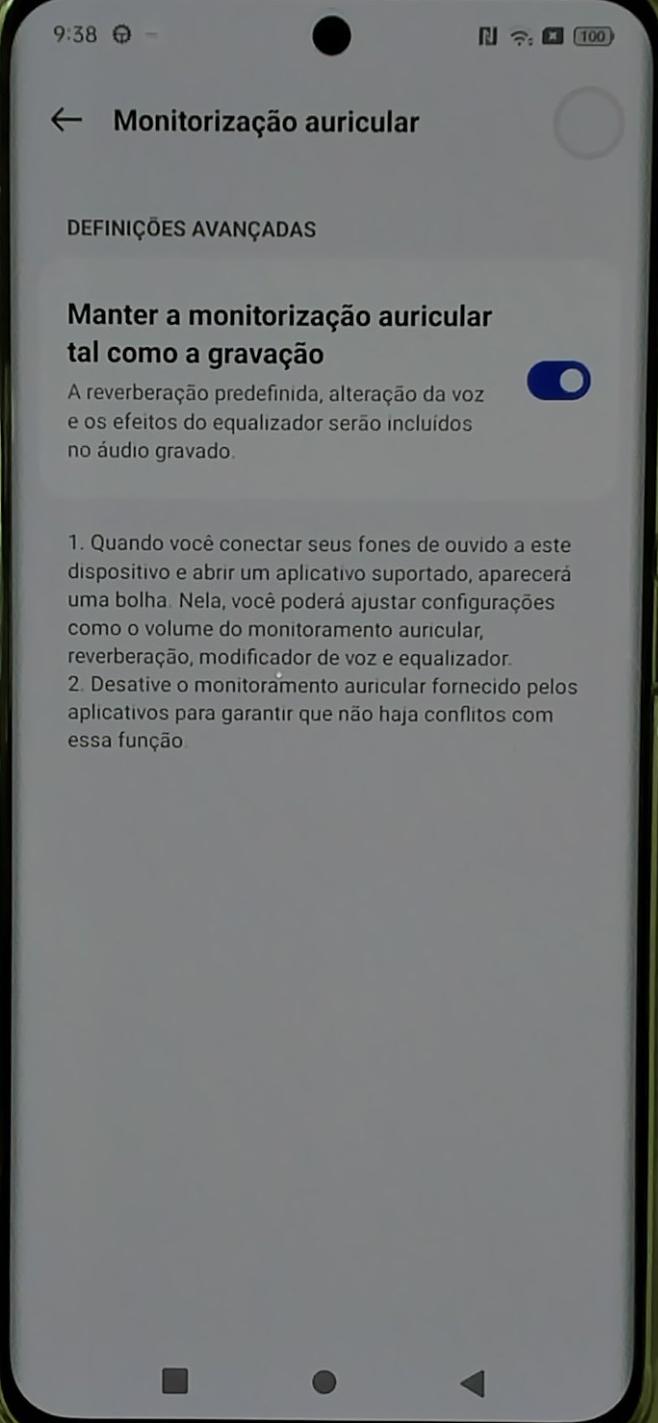 9:38
100
Monitorização auricular
DEFINIÇÕES AVANÇADAS
Manter a monitorização auricular
tal como a gravação
A reverberação predefinida, alteração da voz
e os efeitos do equalizador serão incluídos
no áudio gravado.
1. Quando você conectar seus fones de ouvido a este
dispositivo e abrir um aplicativo suportado, aparecerá
uma bolha. Nela, você poderá ajustar configurações
como o volume do monitoramento auricular,
reverberação, modificador de voz e equalizador.
2. Desative o monitoramento auricular fornecido pelos
aplicativos para garantir que não haja conflitos com
essa função.